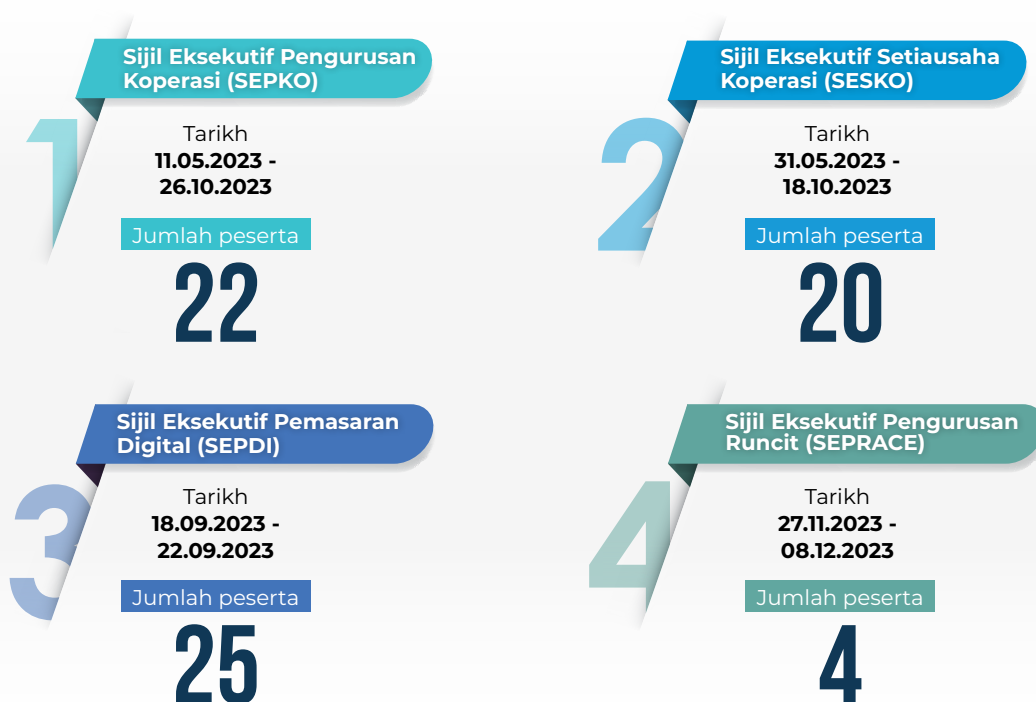 1
Sijil Eksekutif Pengurusan
Koperasi (SEPKO)
Tarikh
11.05.2023 -
26.10.2023
Jumlah peserta
22
2
Sijil Eksekutif Setiausaha
Koperasi (SESKO)
Tarikh
31.05.2023 -
18.10.2023
Jumlah peserta
20
3
Sijil Eksekutif Pemasaran
Digital (SEPDI)
Tarikh
18.09.2023 -
22.09.2023
Jumlah peserta
25
4
Sijil Eksekutif Pengurusan
Runcit (SEPRACE)
Tarikh
27.11.2023 -
08.12.2023
Jumlah peserta
4